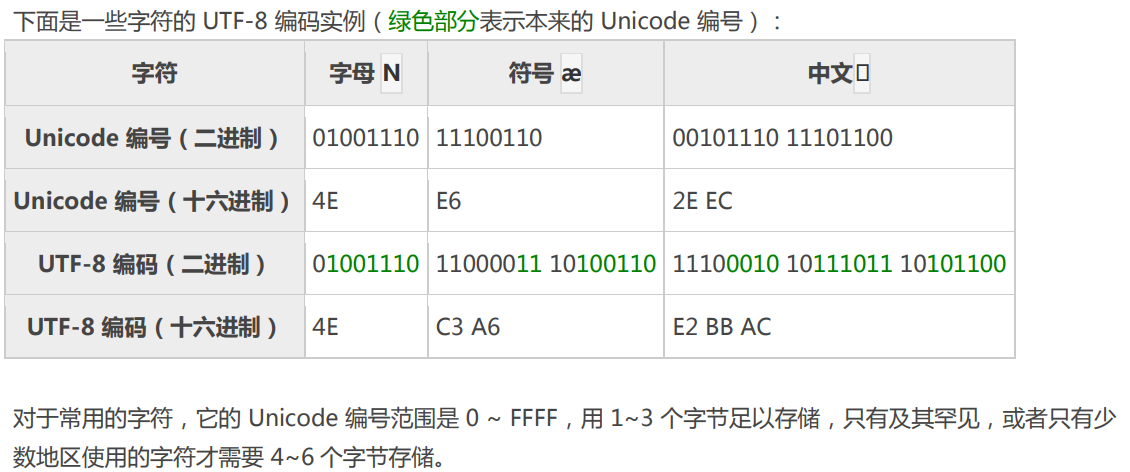 下面是一些字符的 UTF-8 编码实例（绿色部分表示本来的 Unicode 编号）：
字符 字母 N 符号 æ 中文
Unicode 编号（二进制） 01001110 11100110 00101110 11101100
Unicode 编号（十六进制） 4E E6 2E EC
UTF-8 编码（二进制） 01001110 11000011 10100110 11100010 10111011 10101100
UTF-8 编码（十六进制） 4E C3 A6 E2 BB AC
对于常用的字符，它的 Unicode 编号范围是 0 ~ FFFF，用 1~3 个字节足以存储，只有及其罕见，或者只有少
数地区使用的字符才需要 4~6 个字节存储。